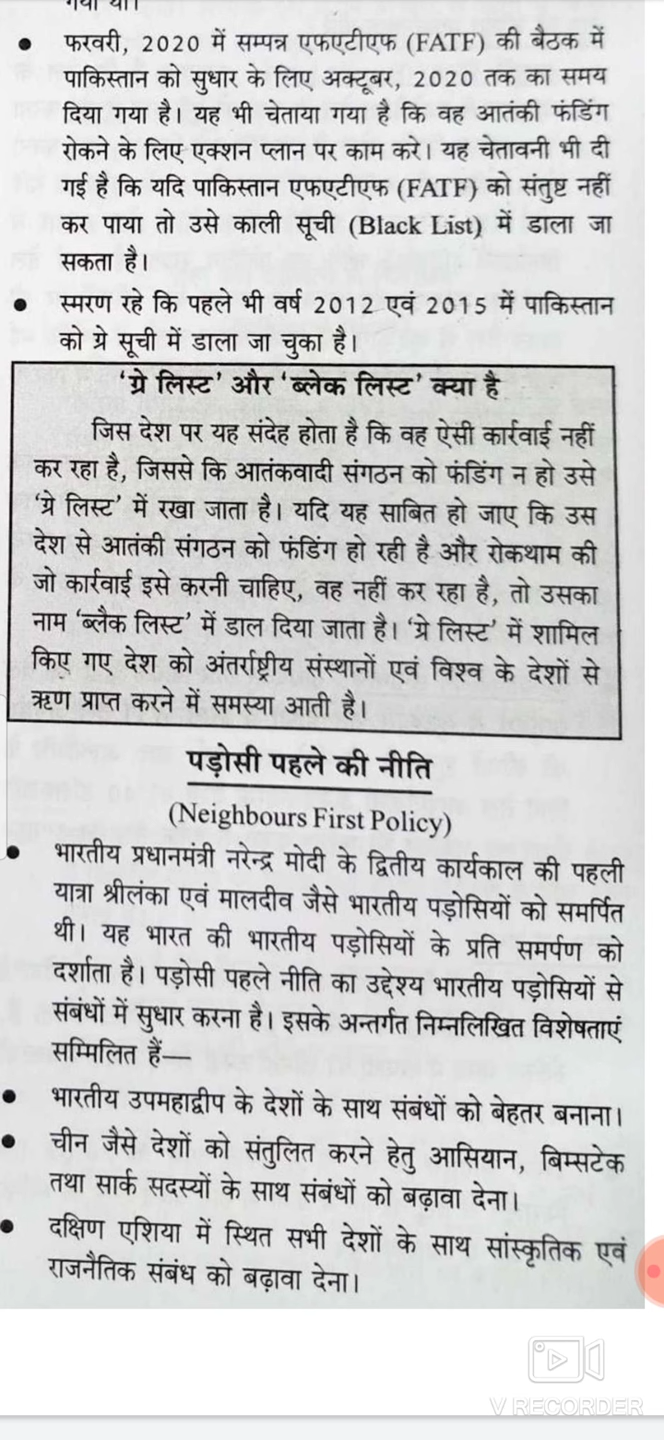 गया था।
• फरवरी, 2020 में सम्पन्न एफएटीएफ (FATF) की बैठक में
पाकिस्तान को सुधार के लिए अक्टूबर, 2020 तक का समय
दिया गया है। यह भी चेताया गया है कि वह आतंकी फंडिंग
रोकने के लिए एक्शन प्लान पर काम करे। यह चेतावनी भी दी
गई है कि यदि पाकिस्तान एफएटीएफ (FATF) को संतुष्ट नहीं
कर पाया तो उसे काली सूची (Black List) में डाला जा
सकता है।
• स्मरण रहे कि पहले भी वर्ष 2012 एवं 2015 में पाकिस्तान
को ग्रे सूची में डाला जा चुका है।
‘ग्रे लिस्ट’ और ‘ब्लेक लिस्ट’ क्या है
जिस देश पर यह संदेह होता है कि वह ऐसी कार्रवाई नहीं
कर रहा है, जिससे कि आतंकवादी संगठन को फंडिंग न हो उसे
‘ग्रे लिस्ट’ में रखा जाता है। यदि यह साबित हो जाए कि उस
देश से आतंकी संगठन को फंडिंग हो रही है और रोकथाम की
जो कार्रवाई इसे करनी चाहिए, वह नहीं कर रहा है, तो उसका
नाम ‘ब्लैक लिस्ट’ में डाल दिया जाता है। ‘ग्रे लिस्ट’ में शामिल
किए गए देश को अंतर्राष्ट्रीय संस्थानों एवं विश्व के देशों से
ऋण प्राप्त करने में समस्या आती है।
पड़ोसी पहले की नीति
(Neighbours First Policy)
• भारतीय प्रधानमंत्री नरेन्द्र मोदी के द्वितीय कार्यकाल की पहली
यात्रा श्रीलंका एवं मालदीव जैसे भारतीय पड़ोसियों को समर्पित
थी। यह भारत की भारतीय पड़ोसियों के प्रति समर्पण को
दर्शाता है। पड़ोसी पहले नीति का उद्देश्य भारतीय पड़ोसियों से
संबंधों में सुधार करना है। इसके अन्तर्गत निम्नलिखित विशेषताएं
सम्मिलित हैं—
• भारतीय उपमहाद्वीप के देशों के साथ संबंधों को बेहतर बनाना।
• चीन जैसे देशों को संतुलित करने हेतु आसियान, बिम्सटेक
तथा सार्क सदस्यों के साथ संबंधों को बढ़ावा देना।
• दक्षिण एशिया में स्थित सभी देशों के साथ सांस्कृतिक एवं
राजनैतिक संबंध को बढ़ावा देना।
V RECORDER